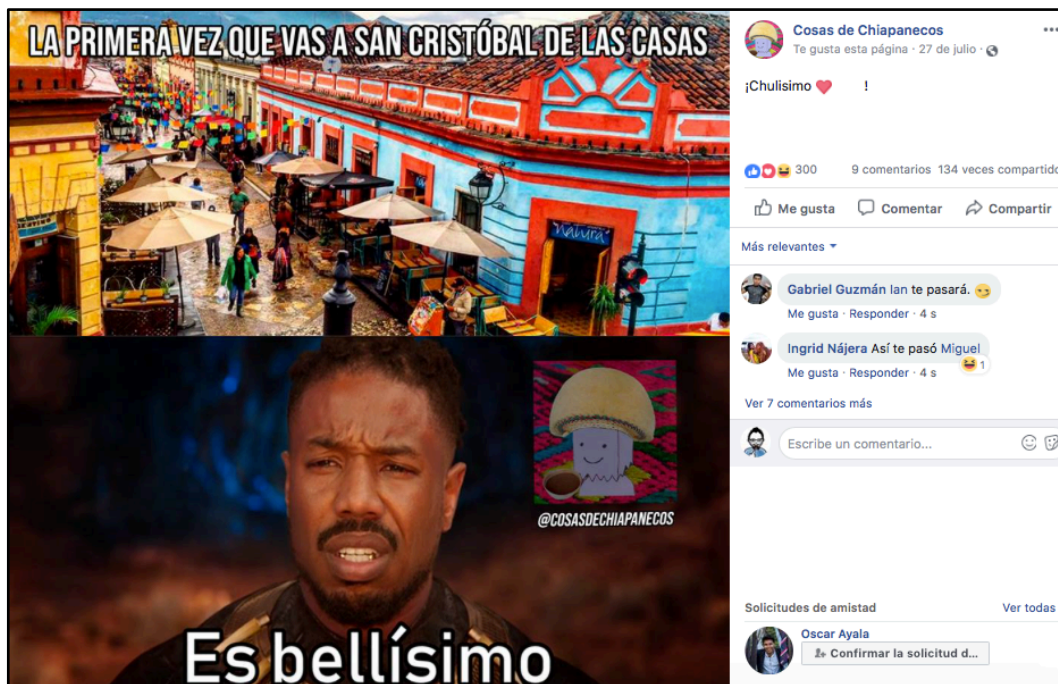 LA PRIMERA VEZ QUE VAS A SAN CRISTÓBAL DE LAS CASAS
natura
@COSASDECHIAPANECOS
Es bellísimo
Cosas de Chiapanecos
Te gusta esta página · 27 de julio ·
¡Chulisimo ❤ !
300 9 comentarios 134 veces compartido
Me gusta Comentar Compartir
Más relevantes
Gabriel Guzmán Ian te pasará. 😏
Me gusta · Responder · 4 s
Ingrid Nájera Así te pasó Miguel
1
Me gusta · Responder · 4 s
Ver 7 comentarios más
Escribe un comentario...
Solicitudes de amistad Ver todas
Oscar Ayala
Confirmar la solicitud d...